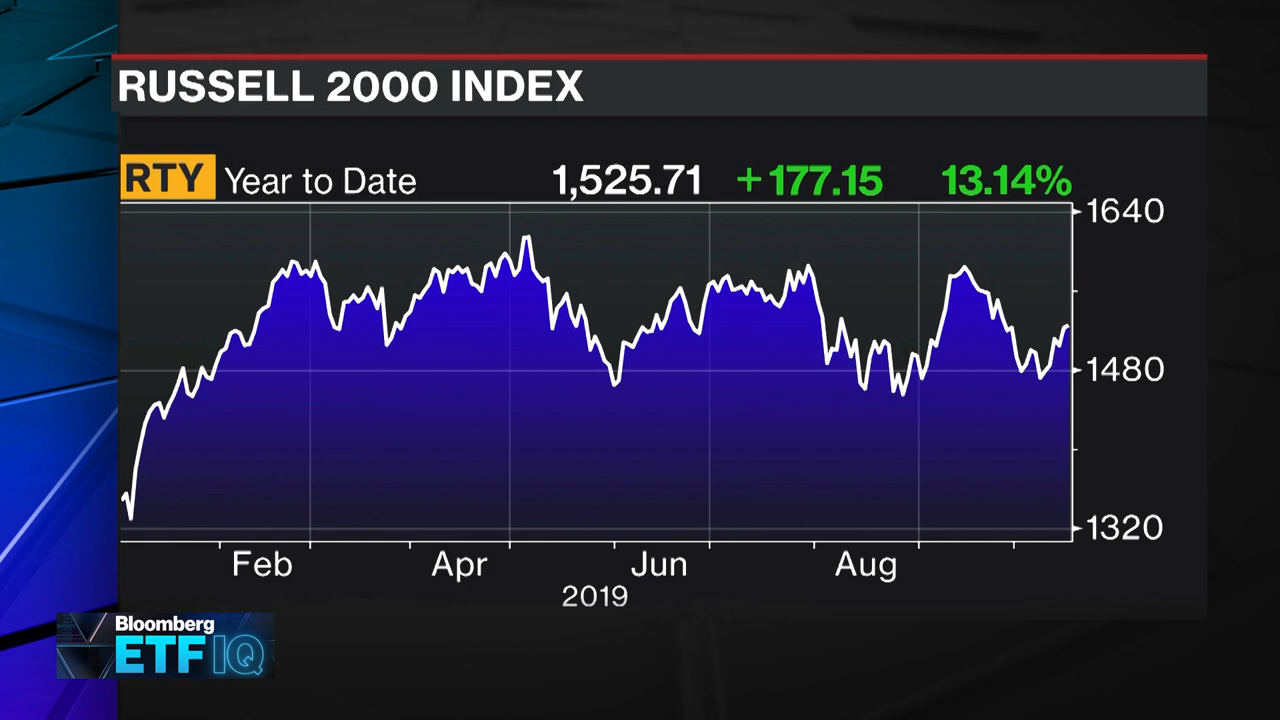 RUSSELL 2000 INDEX
RTY Year to Date 1,525.71 +177.15 13.14%
1640
1480
1320
Feb Apr Jun Aug
2019
Bloomberg
ETF IQ